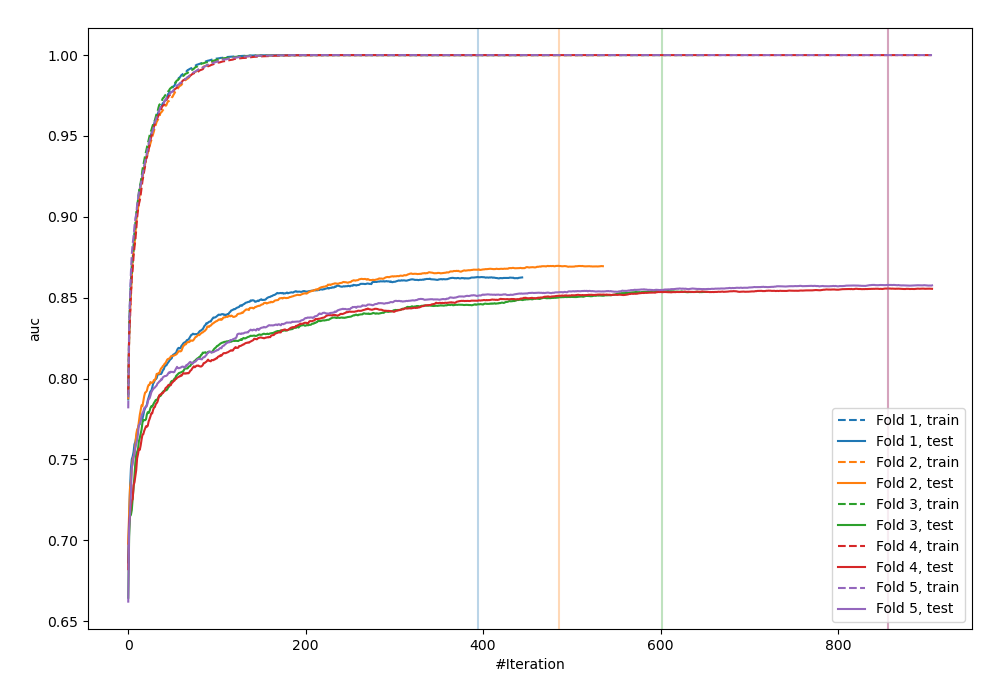 1.00
0.95
0.90
0.85
0.80
0.75
0.70
0.65
auc
0
200
400
600
800
#Iteration
Fold 1, train
Fold 1, test
Fold 2, train
Fold 2, test
Fold 3, train
Fold 3, test
Fold 4, train
Fold 4, test
Fold 5, train
Fold 5, test